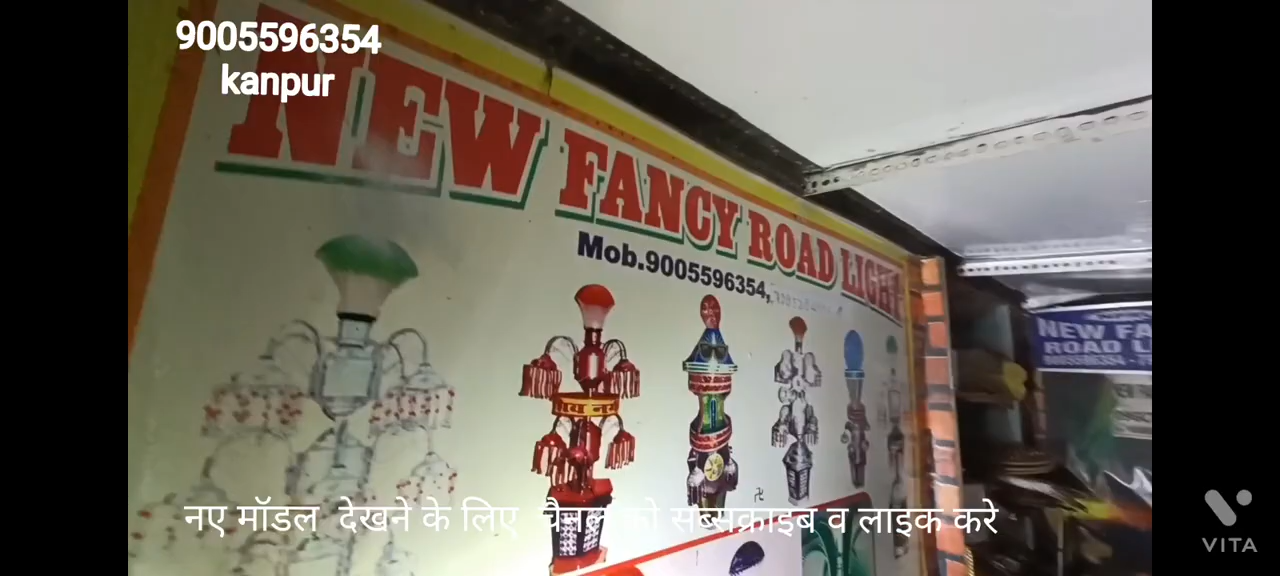 9005596354
kanpur
NEW FANCY ROAD LIGHT
Mob.9005596354,
NEW FA
ROAD L
नए मॉडल देखने के लिए चैनल को सब्सक्राइब व लाइक करे
VITA